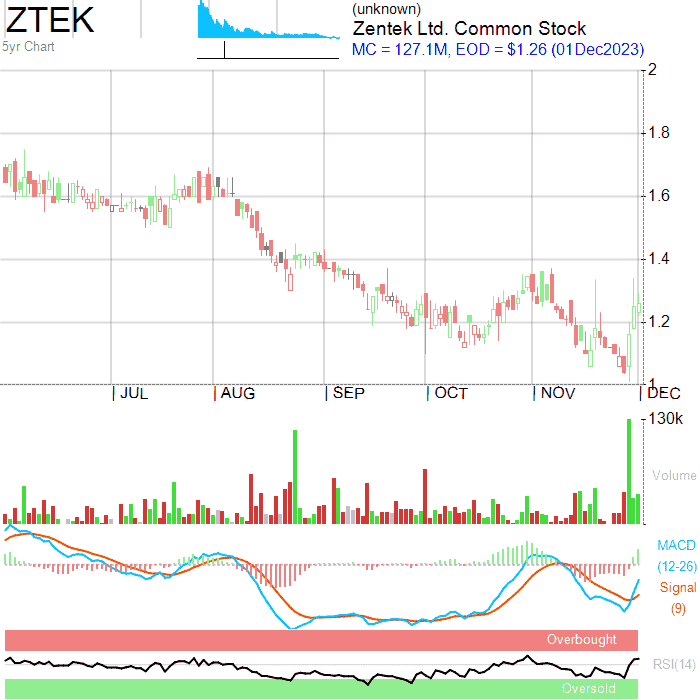 ZTEK
5yr Chart
(unknown)
Zentek Ltd. Common Stock
MC = 127.1M, EOD = $1.26 (01Dec2023)
2
1.8
1.6
1.4
1.2
1
JUL AUG SEP OCT NOV DEC
130k
Volume
MACD
(12-26)
Signal
(9)
Overbought
RSI(14)
Oversold